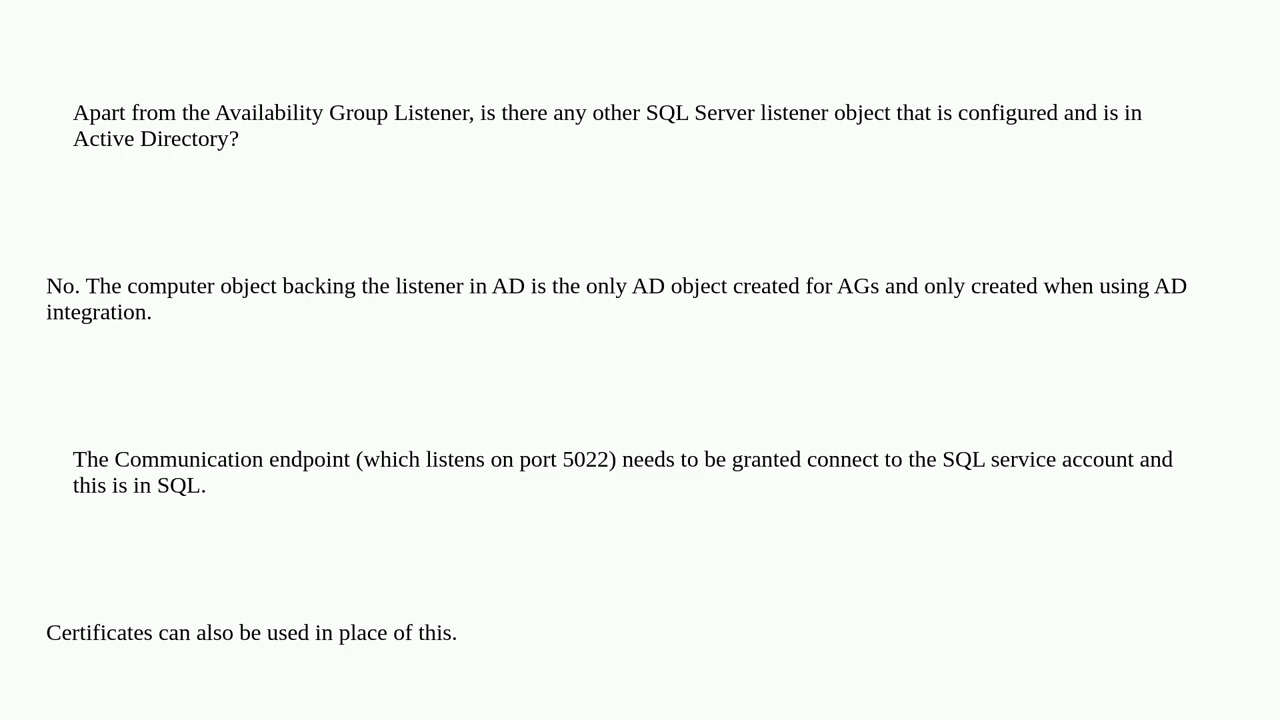 Apart from the Availability Group Listener, is there any other SQL Server listener object that is configured and is in
Active Directory?
No. The computer object backing the listener in AD is the only AD object created for AGs and only created when using AD
integration.
The Communication endpoint (which listens on port 5022) needs to be granted connect to the SQL service account and
this is in SQL.
Certificates can also be used in place of this.